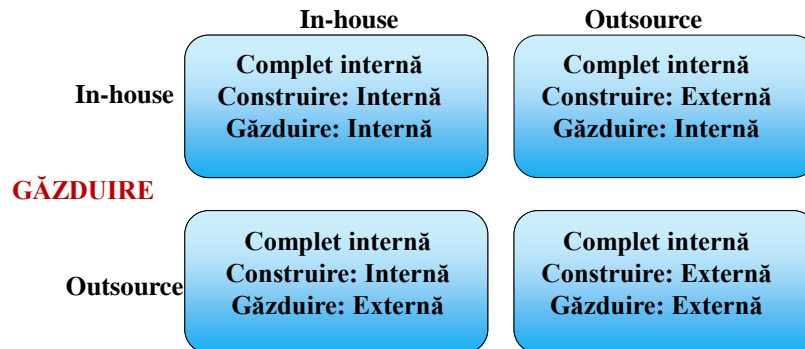 In-house
Outsource
In-house
Complet internă
Construire: Internă
Găzduire: Internă
Complet internă
Construire: Externă
Găzduire: Internă
GĂZDUIRE
Outsource
Complet internă
Construire: Internă
Găzduire: Externă
Complet internă
Construire: Externă
Găzduire: Externă